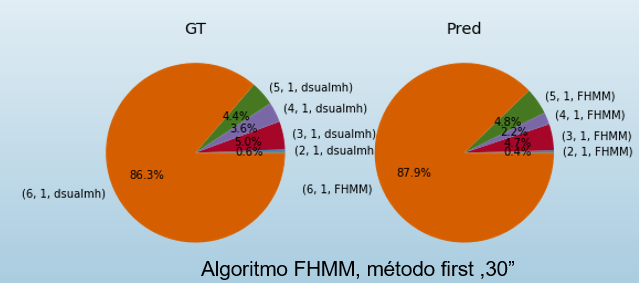 GT
Pred
(5, 1, dsualmh)
(4, 1, dsualmh)
(3, 1, dsualmh)
(2, 1, dsualmh
(6, 1, dsualmh)
4.4%
3.6%
5.0%
0.6%
86.3%
(5, 1, FHMM)
(4, 1, FHMM)
(3, 1, FHMM)
(2, 1, FHMM)
(6, 1, FHMM)
4.8%
2.2%
4.7%
0.4%
87.9%
Algoritmo FHMM, método first ,30”